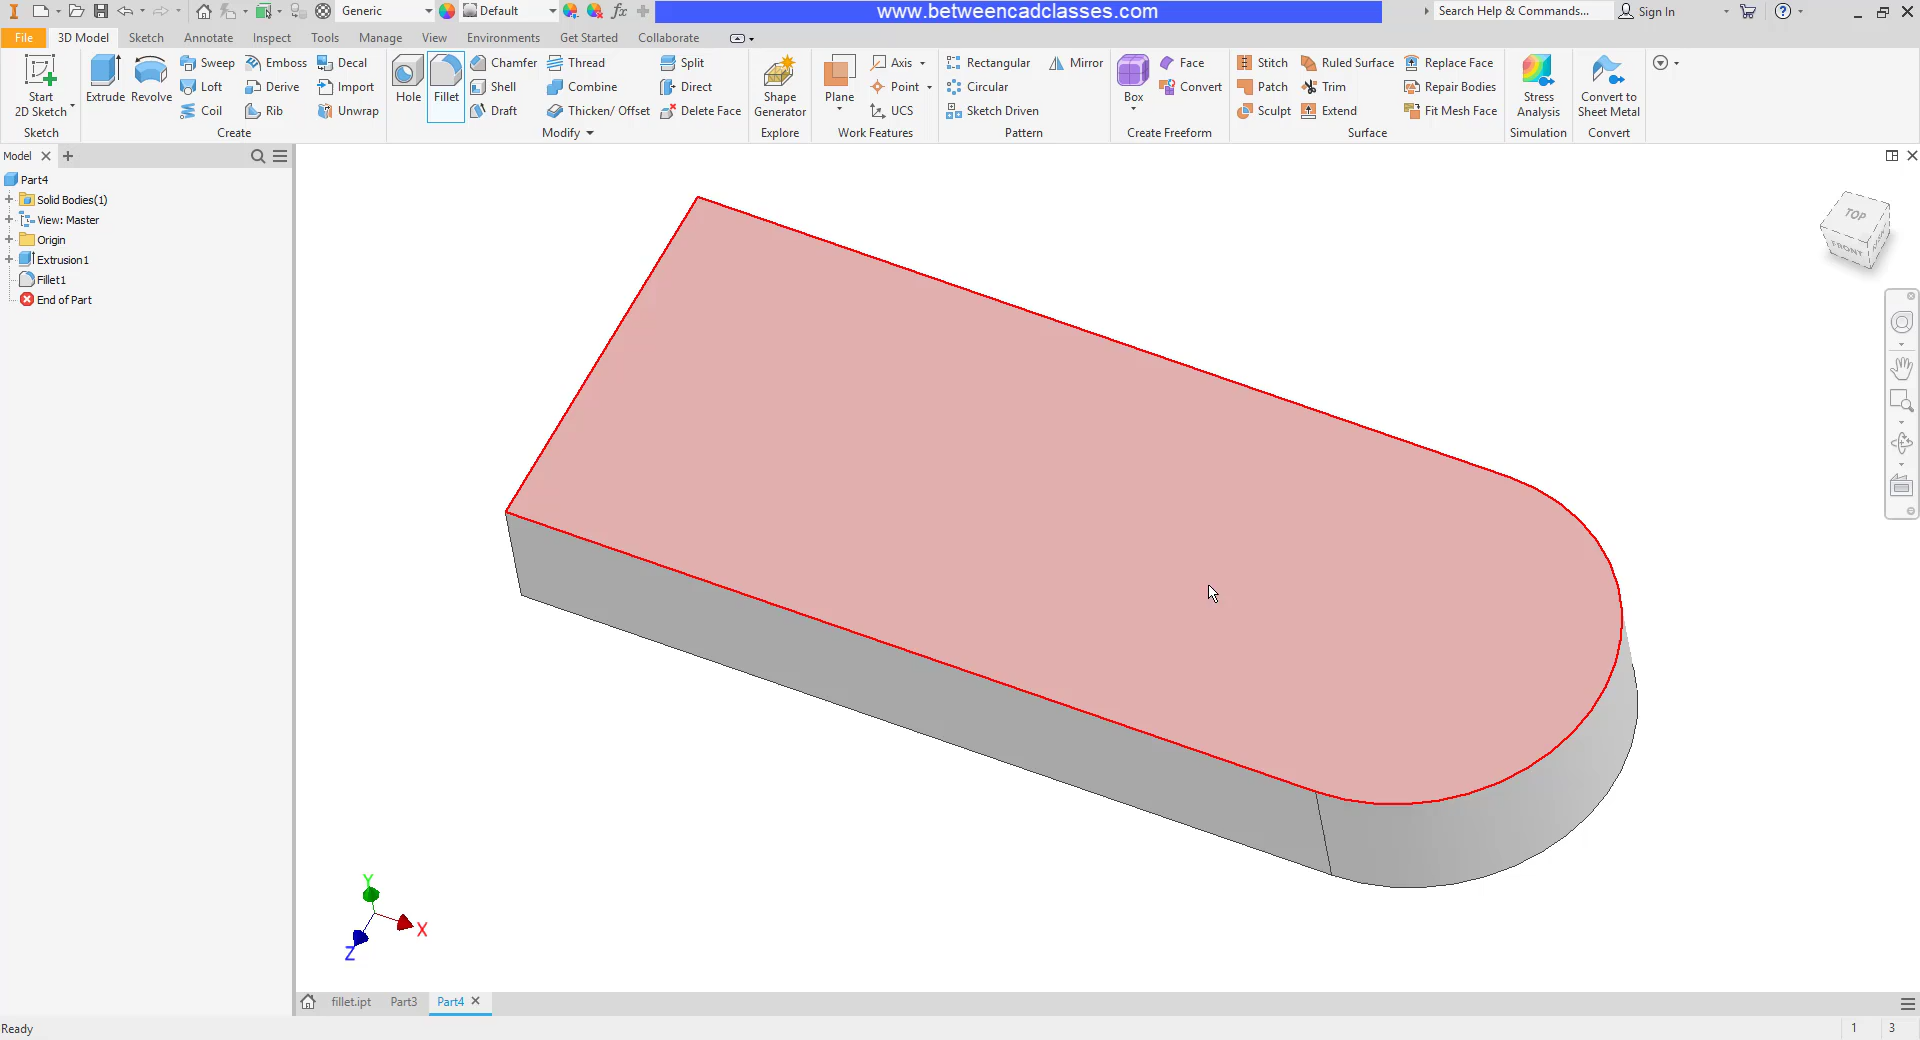 Generic Default www.betweencadclasses.com Search Help & Commands... Sign In
File 3D Model Sketch Annotate Inspect Tools Manage View Environments Get Started Collaborate
Start
2D Sketch
Sketch
Extrude Revolve
Sweep Emboss Decal
Loft Derive Import
Coil Rib Unwrap
Create
Hole Fillet
Chamfer Thread Split
Shell Combine Direct
Draft Thicken/ Offset Delete Face
Modify
Shape
Generator
Explore
Plane
Axis
Point
UCS
Work Features
Rectangular Mirror
Circular
Sketch Driven
Pattern
Box
Face
Convert
Create Freeform
Stitch Ruled Surface Replace Face
Patch Trim Repair Bodies
Sculpt Extend Fit Mesh Face
Surface
Stress
Analysis
Simulation
Convert to
Sheet Metal
Convert
Model
Part4
Solid Bodies(1)
View: Master
Origin
Extrusion1
Fillet1
End of Part
TOP
FRONT
Y
X
Z
fillet.ipt Part3 Part4
Ready 1 3